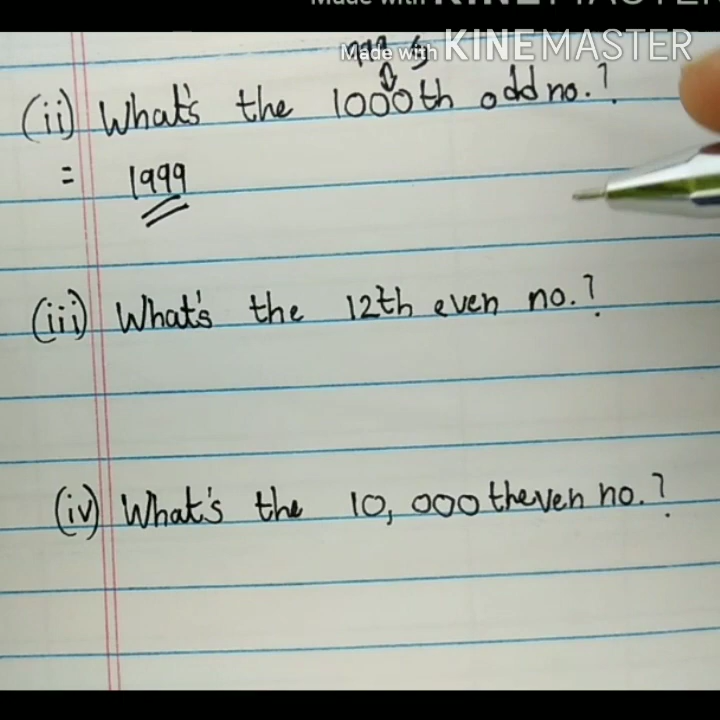 Made with KINEMASTER
(ii) What's the 1000th odd no.?
= 1999
(iii) What's the 12th even no.?
(iv) What's the 10,000th even no.?